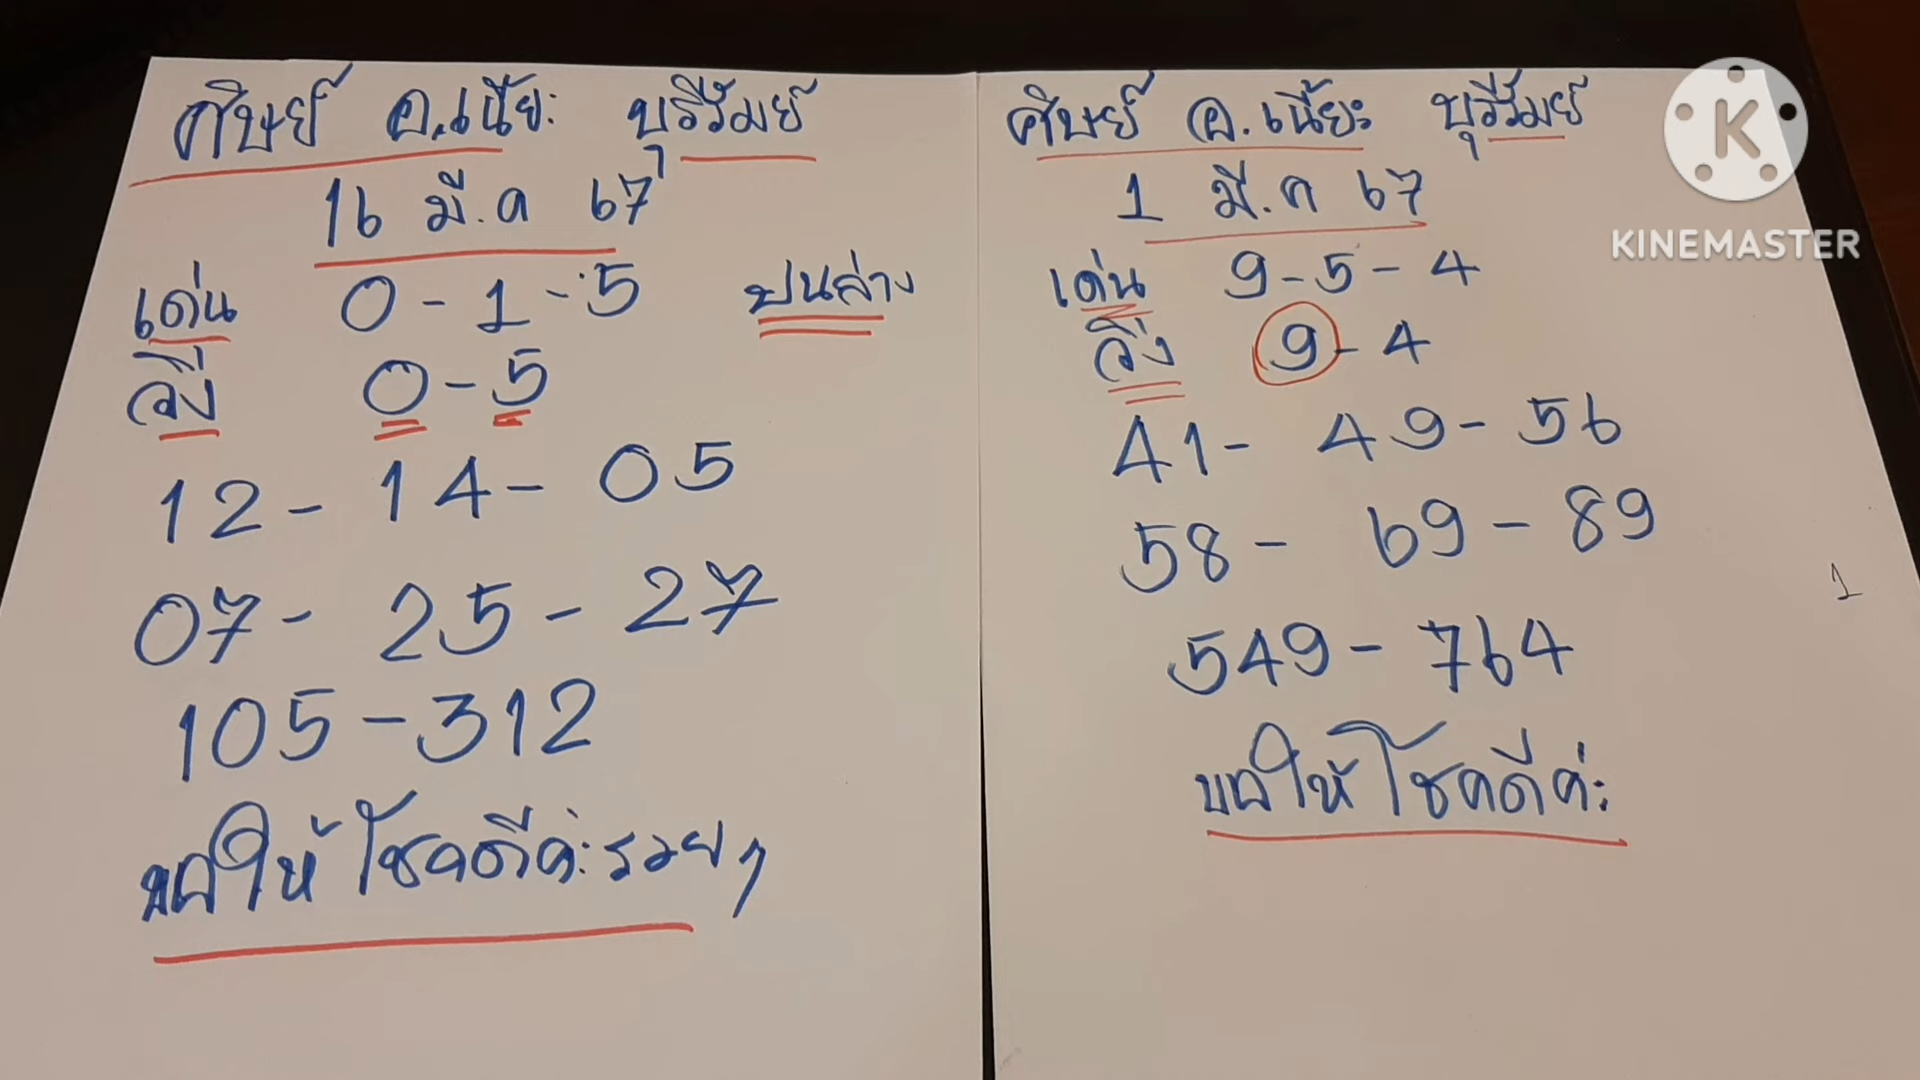 ศิษย์ อ.เนี้ยะ บุรีรัมย์
16 มี.ค 67
เด่น 0-1-5 บนล่าง
วิ่ง 0-5
12-14-05
07-25-27
105-312
ขอให้โชคดีค่ะรวยๆ
ศิษย์ อ.เนี้ยะ บุรีรัมย์
1 มี.ค 67
เด่น 9-5-4
วิ่ง 9-4
41-49-56
58-69-89
549-764
ขอให้โชคดีค่ะ
1
K
KINEMASTER